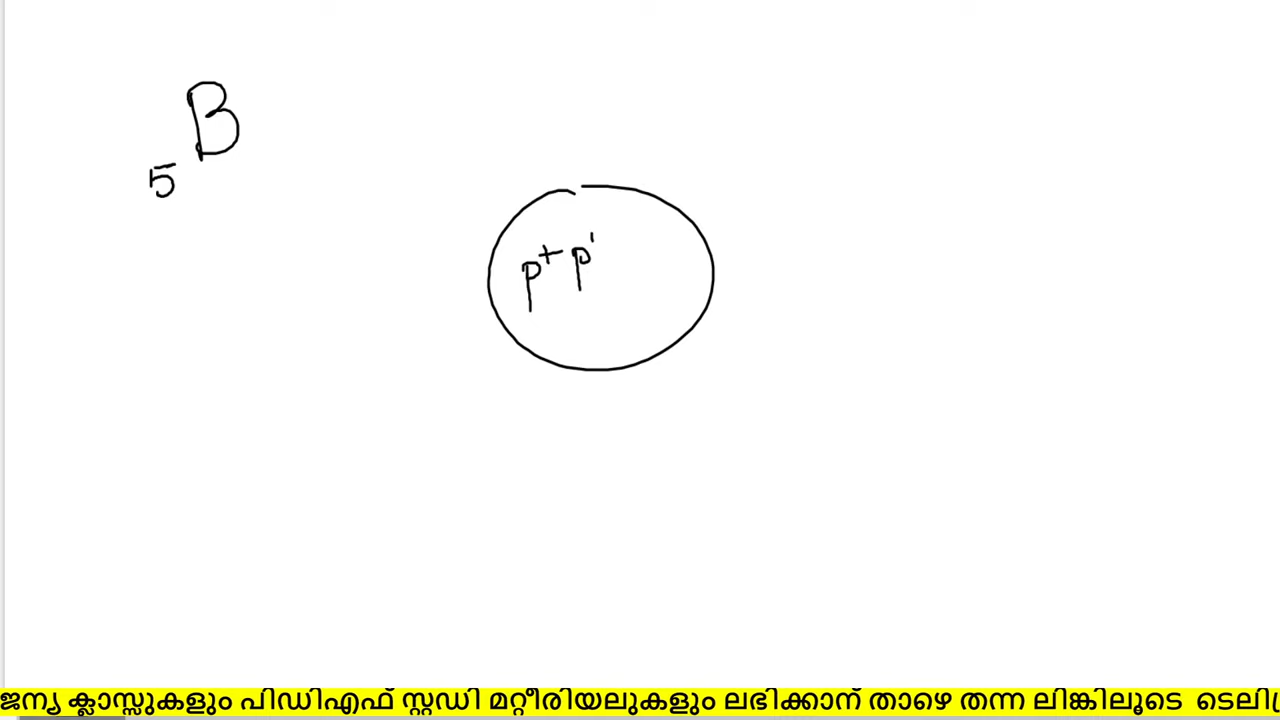 B
5
p+ p'
ജന്യ ക്ലാസ്സുകളും പിഡിഎഫ് സ്റ്റഡി മറ്റീരിയലുകളും ലഭിക്കാന് താഴെ തന്ന ലിങ്കിലൂടെ